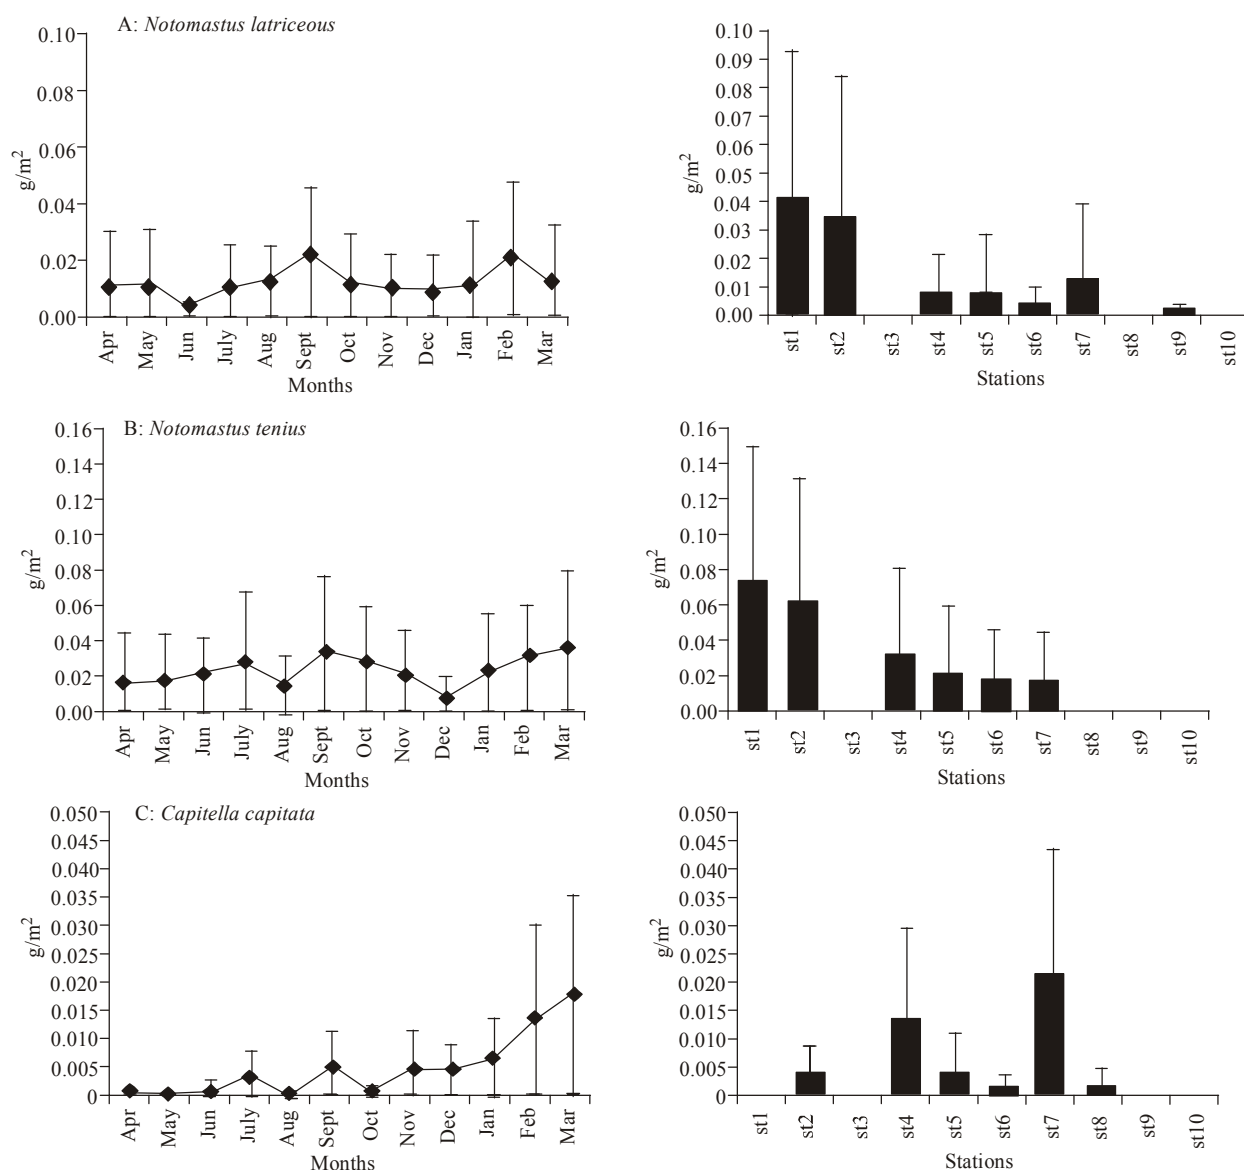 A: Notomastus latriceous
0.10
0.08
0.06
0.04
0.02
0.00
g/m²
Apr May Jun July Aug Sept Oct Nov Dec Jan Feb Mar
Months
0.10
0.09
0.08
0.07
0.06
0.05
0.04
0.03
0.02
0.01
0.00
g/m²
st1 st2 st3 st4 st5 st6 st7 st8 st9 st10
Stations
B: Notomastus tenius
0.16
0.14
0.12
0.10
0.08
0.06
0.04
0.02
0.00
g/m²
Apr May Jun July Aug Sept Oct Nov Dec Jan Feb Mar
Months
0.16
0.14
0.12
0.10
0.08
0.06
0.04
0.02
0.00
g/m²
st1 st2 st3 st4 st5 st6 st7 st8 st9 st10
Stations
C: Capitella capitata
0.050
0.045
0.040
0.035
0.030
0.025
0.020
0.015
0.010
0.005
0
g/m²
Apr May Jun July Aug Sept Oct Nov Dec Jan Feb Mar
Months
0.050
0.045
0.040
0.035
0.030
0.025
0.020
0.015
0.010
0.005
0
g/m²
st1 st2 st3 st4 st5 st6 st7 st8 st9 st10
Stations